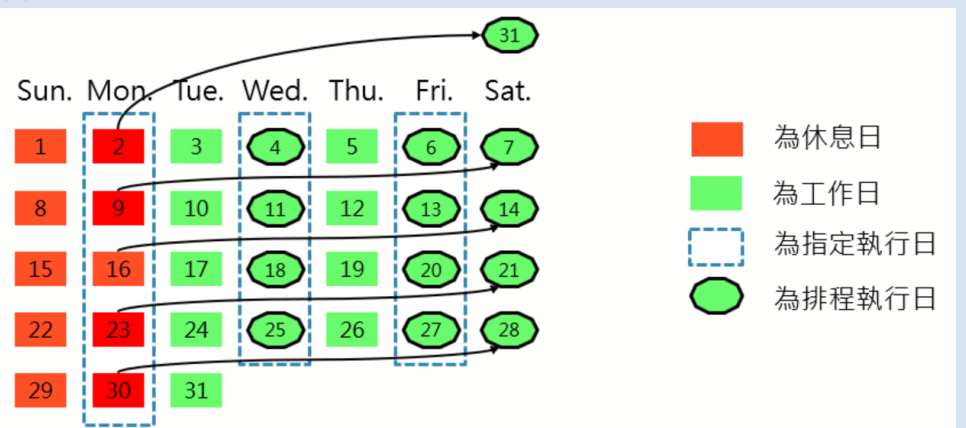 31
Sun. Mon. Tue. Wed. Thu. Fri. Sat.
1 2 3 4 5 6 7
8 9 10 11 12 13 14
15 16 17 18 19 20 21
22 23 24 25 26 27 28
29 30 31
為休息日
為工作日
為指定執行日
為排程執行日